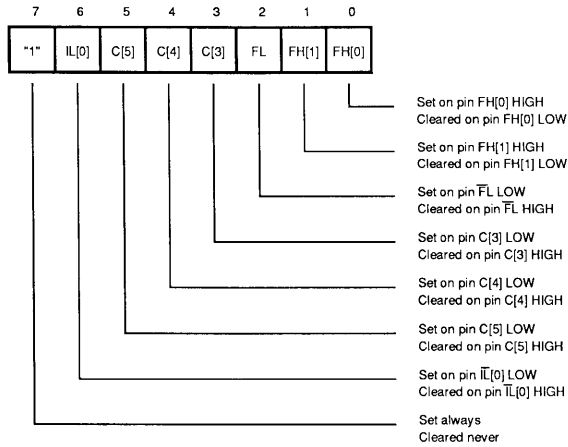 7 6 5 4 3 2 1 0
"1" IL[0] C[5] C[4] C[3] FL FH[1] FH[0]
Set on pin FH[0] HIGH
Cleared on pin FH[0] LOW
Set on pin FH[1] HIGH
Cleared on pin FH[1] LOW
Set on pin F̅L LOW
Cleared on pin F̅L HIGH
Set on pin C[3] LOW
Cleared on pin C[3] HIGH
Set on pin C[4] LOW
Cleared on pin C[4] HIGH
Set on pin C[5] LOW
Cleared on pin C[5] HIGH
Set on pin I̅L̅[0] LOW
Cleared on pin I̅L̅[0] HIGH
Set always
Cleared never